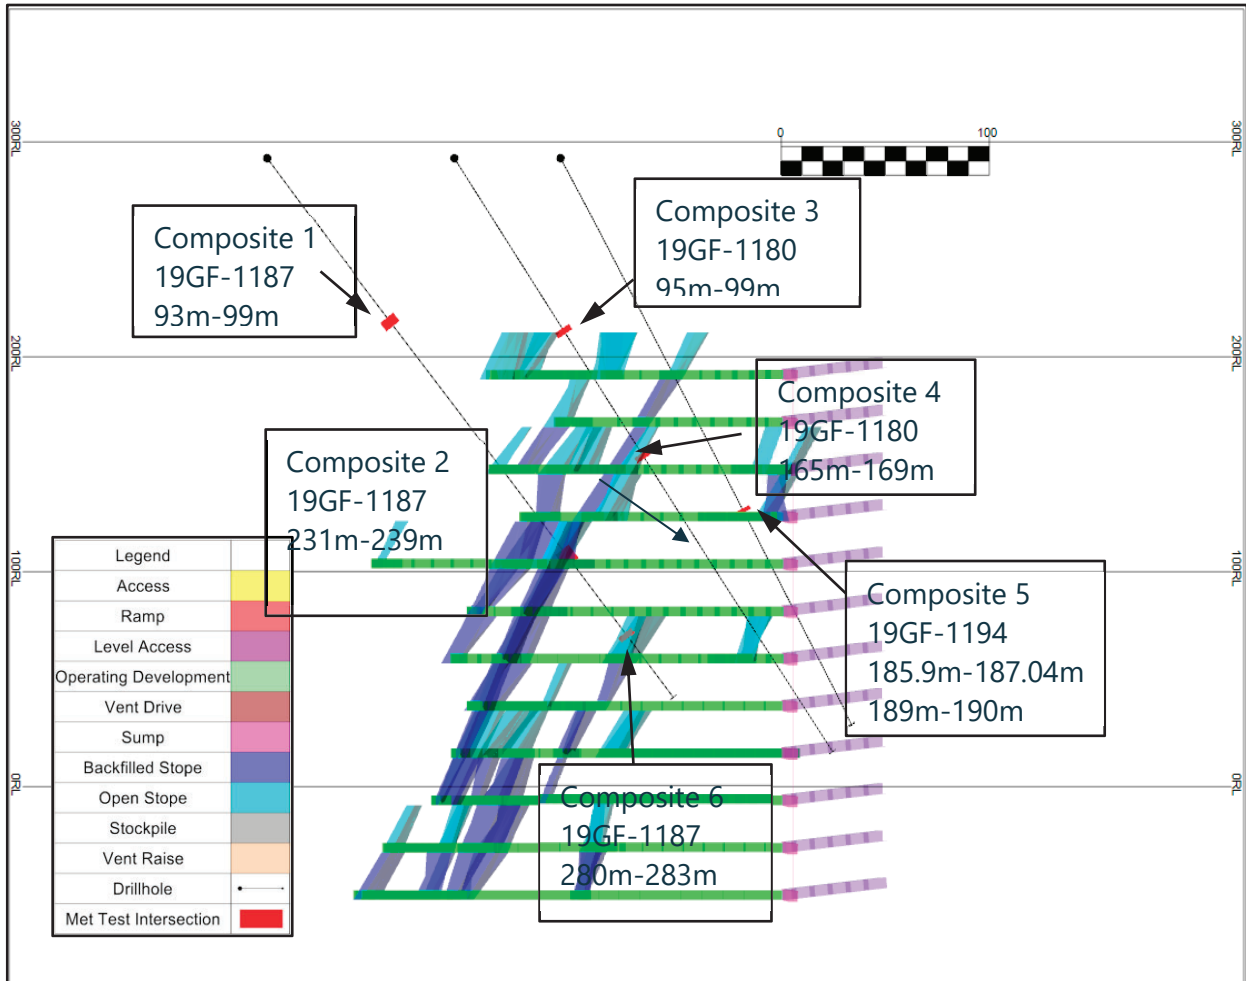 300RL
300RL
0 100
Composite 3
19GF-1180
95m-99m
Composite 1
19GF-1187
93m-99m
200RL
200RL
Composite 4
19GF-1180
165m-169m
Composite 2
19GF-1187
231m-239m
100RL
100RL
Composite 5
19GF-1194
185.9m-187.04m
189m-190m
Legend
Access
Ramp
Level Access
Operating Development
Vent Drive
Sump
Backfilled Stope
Open Stope
Stockpile
Vent Raise
Drillhole
Met Test Intersection
0RL
0RL
Composite 6
19GF-1187
280m-283m